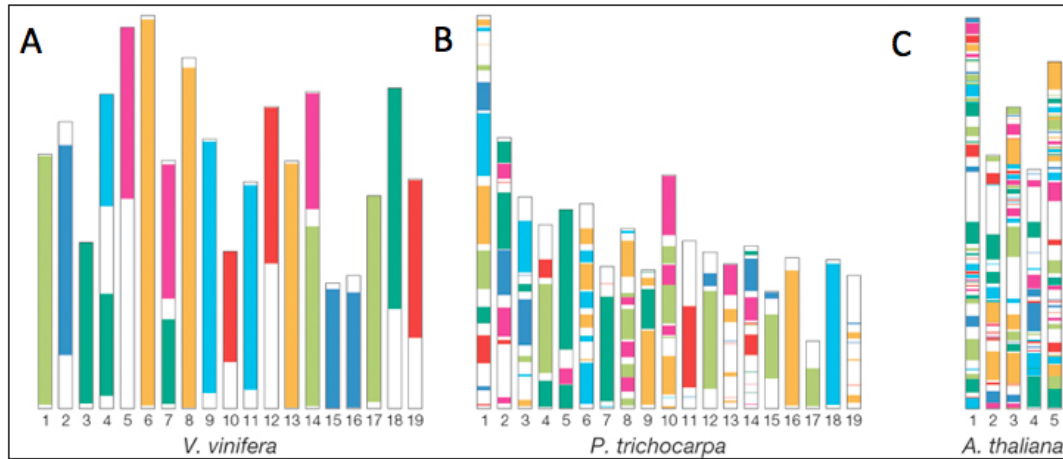 A B C
1 2 3 4 5 6 7 8 9 10 11 12 13 14 15 16 17 18 19
1 2 3 4 5 6 7 8 9 10 11 12 13 14 15 16 17 18 19
1 2 3 4 5
V. vinifera
P. trichocarpa
A. thaliana